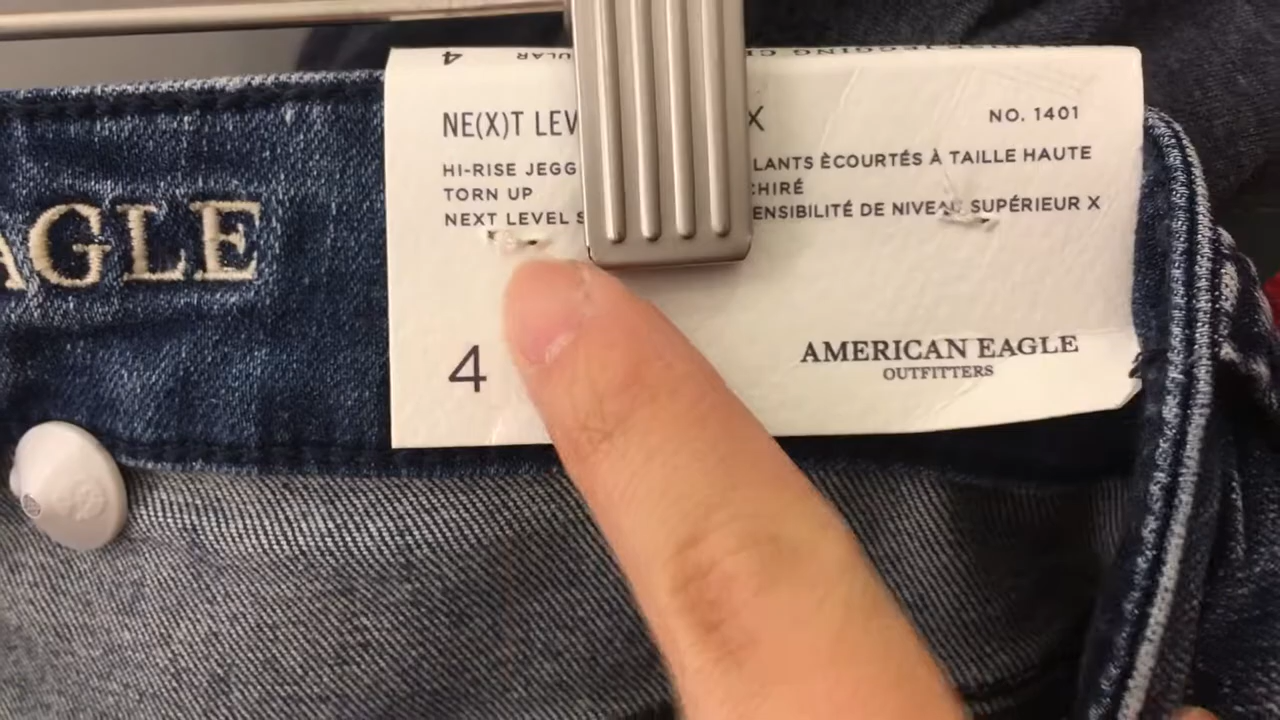 NE(X)T LEV X NO. 1401
HI-RISE JEGG LANTS ÈCOURTÉS À TAILLE HAUTE
TORN UP CHIRÉ
NEXT LEVEL S ENSIBILITÉ DE NIVEAU SUPÉRIEUR X
AGLE
4
AMERICAN EAGLE
OUTFITTERS